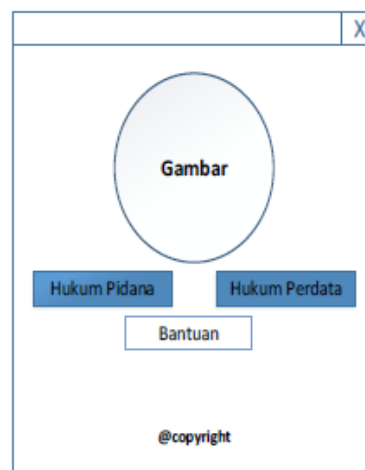 X
Gambar
Hukum Pidana
Hukum Perdata
Bantuan
@copyright